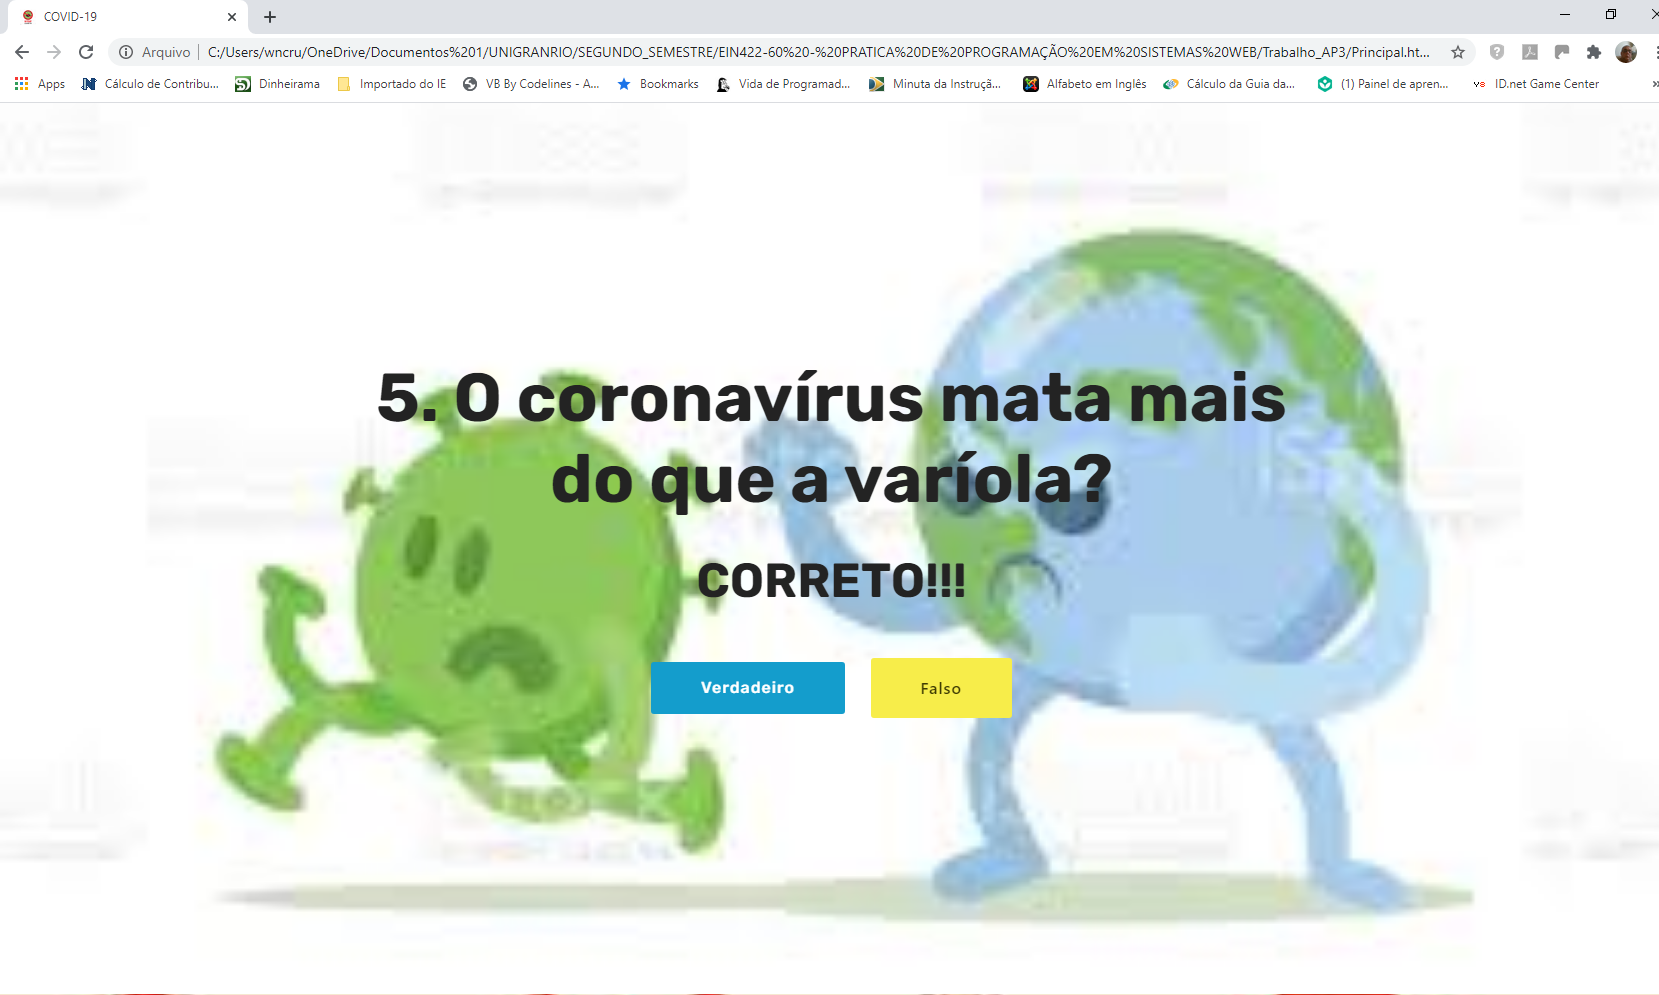 COVID-19
Arquivo
C:/Users/wncru/OneDrive/Documentos%201/UNIGRANRIO/SEGUNDO_SEMESTRE/EIN422-60%20-%20PRATICA%20DE%20PROGRAMAÇÃO%20EM%20SISTEMAS%20WEB/Trabalho_AP3/Principal.ht...
Apps Cálculo de Contribu... Dinheirama Importado do IE VB By Codelines - A... Bookmarks Vida de Programad... Minuta da Instruçã... Alfabeto em Inglês Cálculo da Guia da... (1) Painel de apren... ID.net Game Center »
5. O coronavírus mata mais
do que a varíola?
CORRETO!!!
Verdadeiro Falso